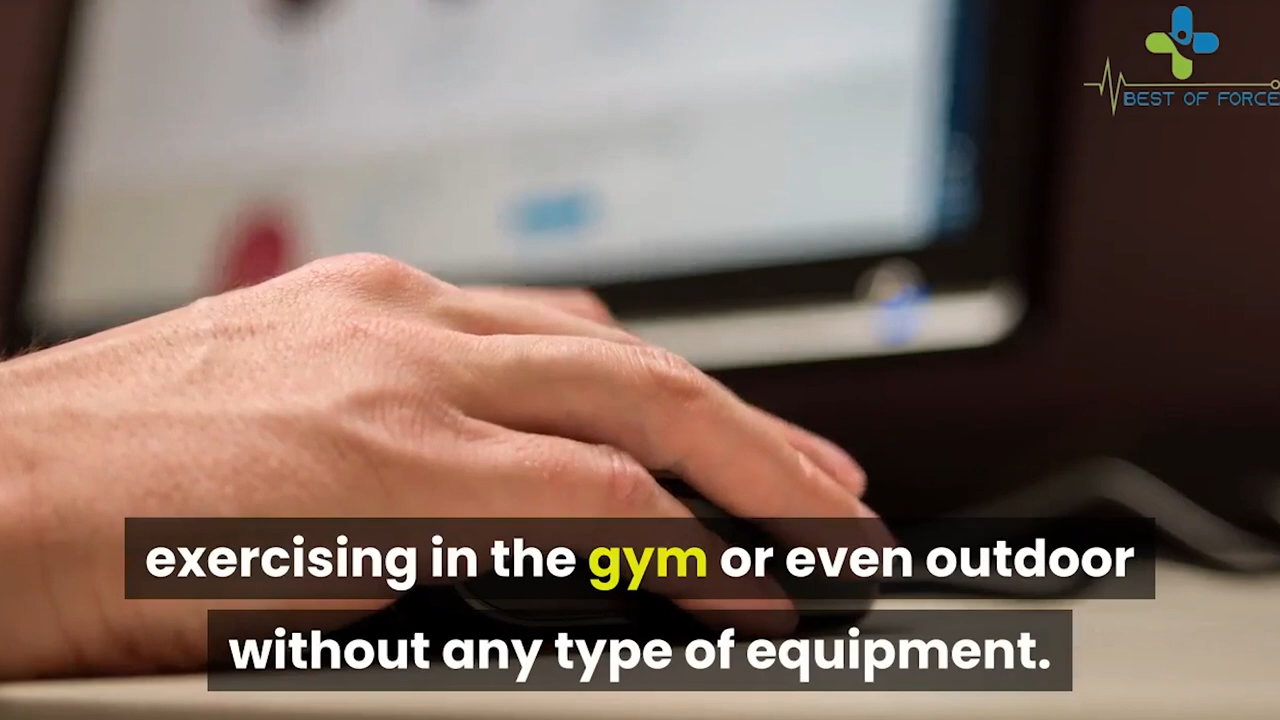 BEST OF FORCE
exercising in the gym or even outdoor
without any type of equipment.